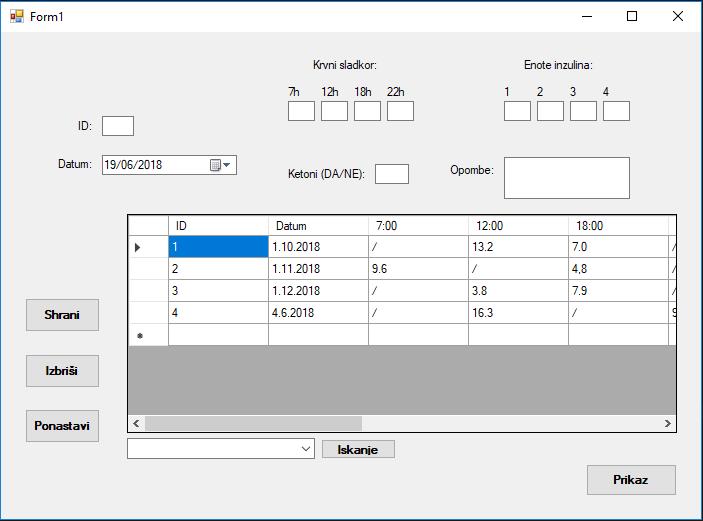 Form1
Krvni sladkor:
Enote inzulina:
7h 12h 18h 22h
1 2 3 4
ID:
Datum: 19/06/2018
Ketoni (DA/NE):
Opombe:
ID Datum 7:00 12:00 18:00
1 1.10.2018 / 13.2 7.0 /
2 1.11.2018 9.6 / 4,8 /
3 1.12.2018 / 3.8 7.9 /
4 4.6.2018 / 16.3 / 9
Shrani
Izbriši
Ponastavi
Iskanje
Prikaz